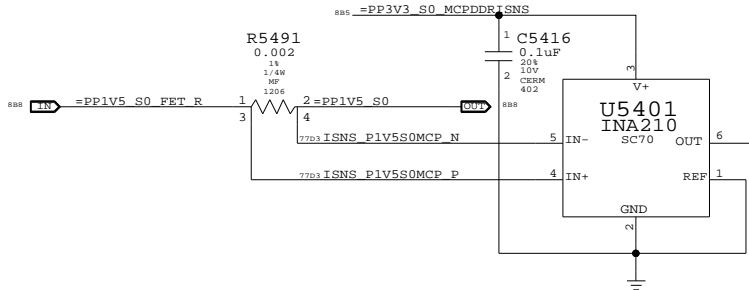 8B5 =PP3V3_S0_MCPDDRISNS
R5491
0.002
1%
1/4W
MF
1206
1
C5416
0.1uF
20%
10V
CERM
402
2
3
V+
U5401
INA210
SC70
8B8 IN =PP1V5_S0_FET_R
1
2 =PP1V5_S0
OUT 8B8
3
4
77D3 ISNS_P1V5S0MCP_N
5 IN-
OUT 6
77D3 ISNS_P1V5S0MCP_P
4 IN+
REF 1
GND
2